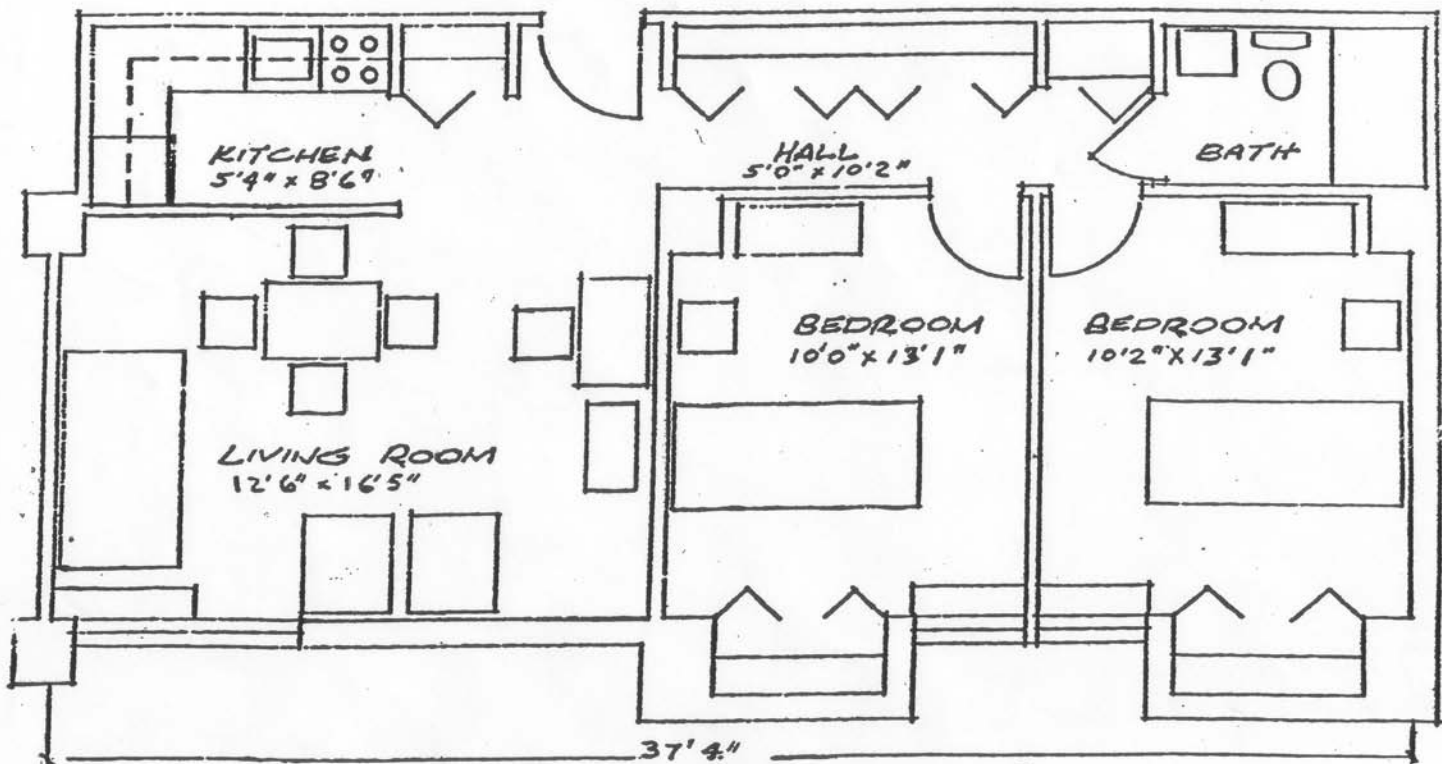 KITCHEN
5'4" x 8'6"
HALL
5'0" x 10'2"
BATH
BEDROOM
10'0" x 13'1"
BEDROOM
10'2" x 13'1"
LIVING ROOM
12'6" x 16'5"
37'4"